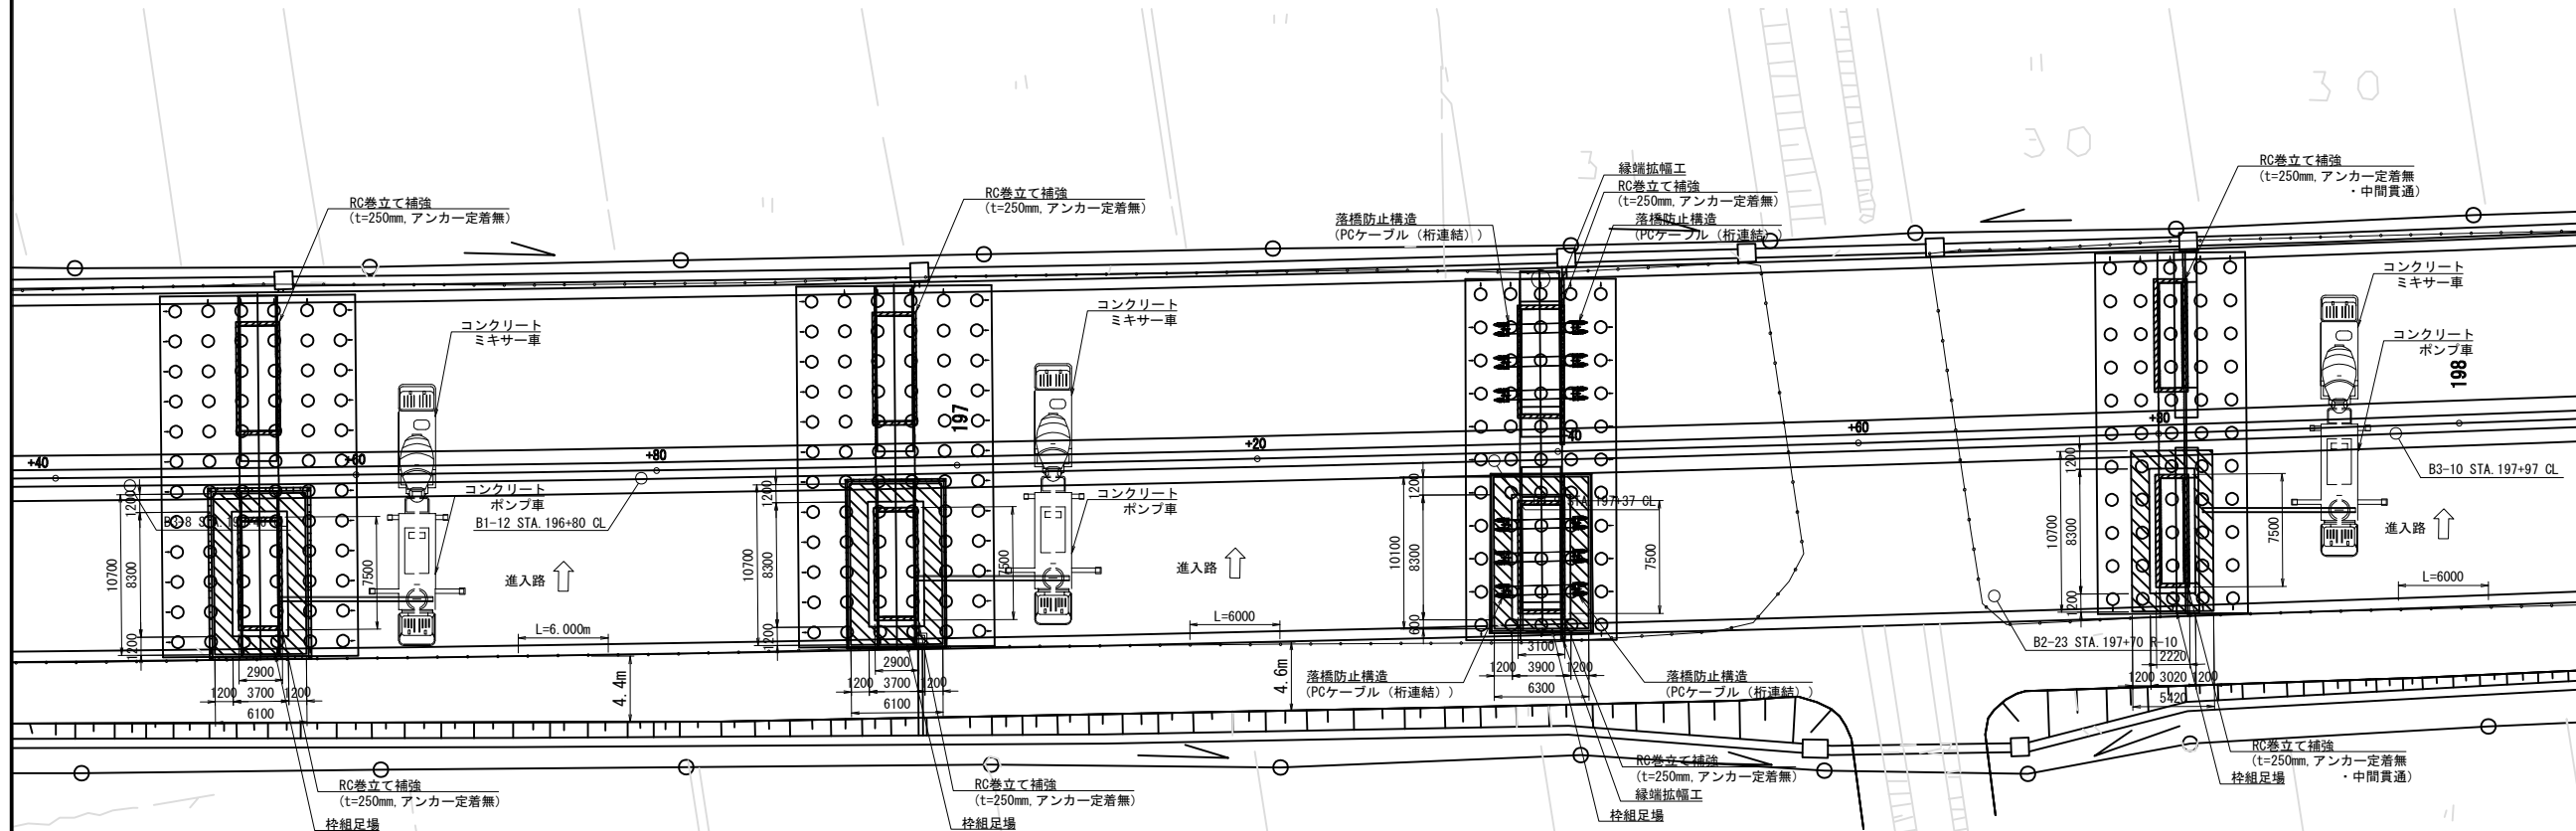 RC巻立て補強
(t=250mm,アンカー定着無)
RC巻立て補強
(t=250mm,アンカー定着無)
縁端拡幅工
RC巻立て補強
(t=250mm,アンカー定着無)
落橋防止構造
(PCケーブル（桁連結）)
落橋防止構造
(PCケーブル（桁連結）)
RC巻立て補強
(t=250mm,アンカー定着無
・中間貫通)
コンクリート
ミキサー車
コンクリート
ミキサー車
コンクリート
ミキサー車
コンクリート
ポンプ車
コンクリート
ポンプ車
コンクリート
ポンプ車
197
198
+40
+60
+80
+20
+40
+60
+80
B1-12 STA.196+80 CL
STA.197+37 CL
B3-10 STA.197+97 CL
B2-23 STA.197+70 R-10
進入路
進入路
進入路
L=6.000m
L=6000
L=6000
4.4m
4.6m
10700
1200
8300
1200
7500
2900
1200
3700
1200
6100
10700
1200
8300
1200
7500
2900
1200
3700
1200
6100
10100
1200
8300
600
7500
3100
1200
3900
1200
6300
10700
1200
8300
1200
7500
2220
1200
3020
1200
5420
落橋防止構造
(PCケーブル（桁連結）)
落橋防止構造
(PCケーブル（桁連結）)
RC巻立て補強
(t=250mm,アンカー定着無)
枠組足場
RC巻立て補強
(t=250mm,アンカー定着無)
枠組足場
RC巻立て補強
(t=250mm,アンカー定着無)
縁端拡幅工
枠組足場
RC巻立て補強
(t=250mm,アンカー定着無
・中間貫通)
枠組足場
30
30